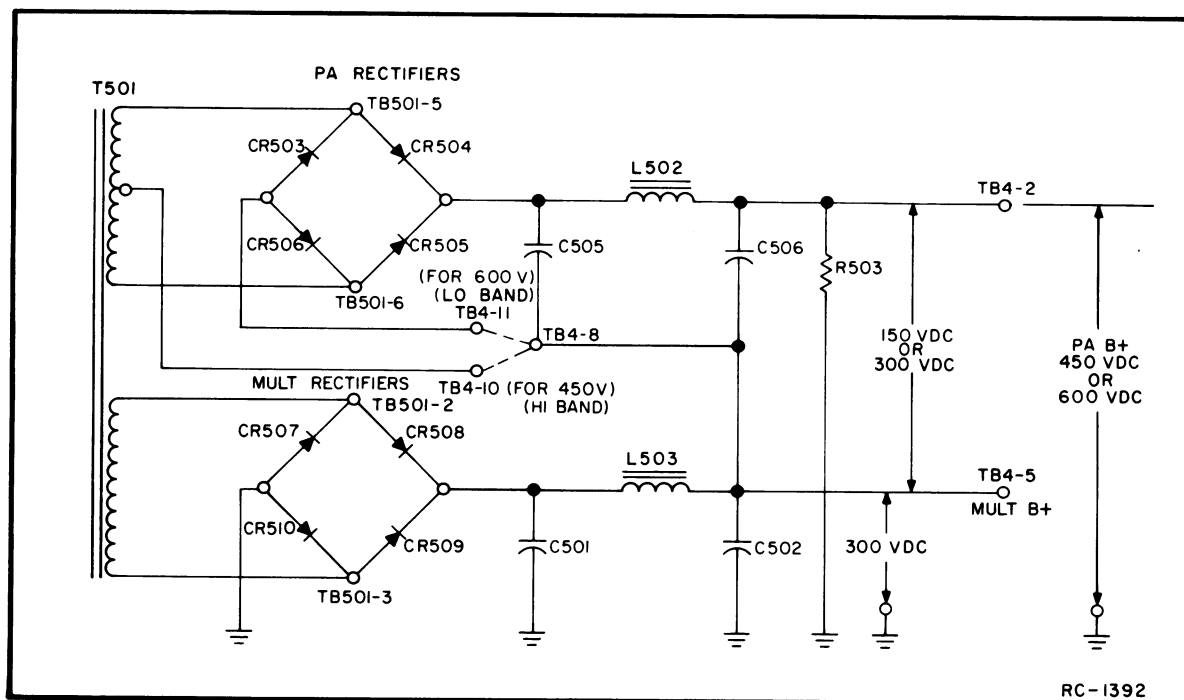 PA RECTIFIERS
T501
TB501-5
CR503
CR504
L502
TB4-2
CR506
CR505
C505
C506
R503
(FOR 600V)
(LO BAND)
TB501-6
TB4-11
TB4-8
150 VDC
OR
300 VDC
PA B+
450 VDC
OR
600 VDC
MULT RECTIFIERS
TB4-10 (FOR 450V)
(HI BAND)
TB501-2
CR507
CR508
L503
TB4-5
MULT B+
CR510
CR509
C501
C502
300 VDC
TB501-3
RC-1392